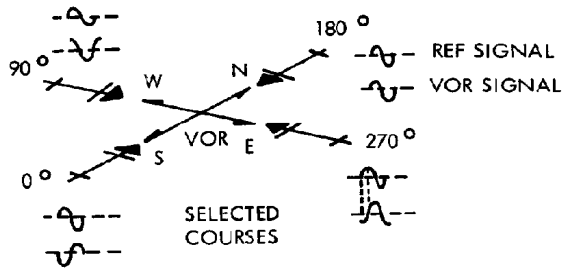 180°
REF SIGNAL
90°
W
N
VOR SIGNAL
VOR
E
270°
S
0°
SELECTED
COURSES